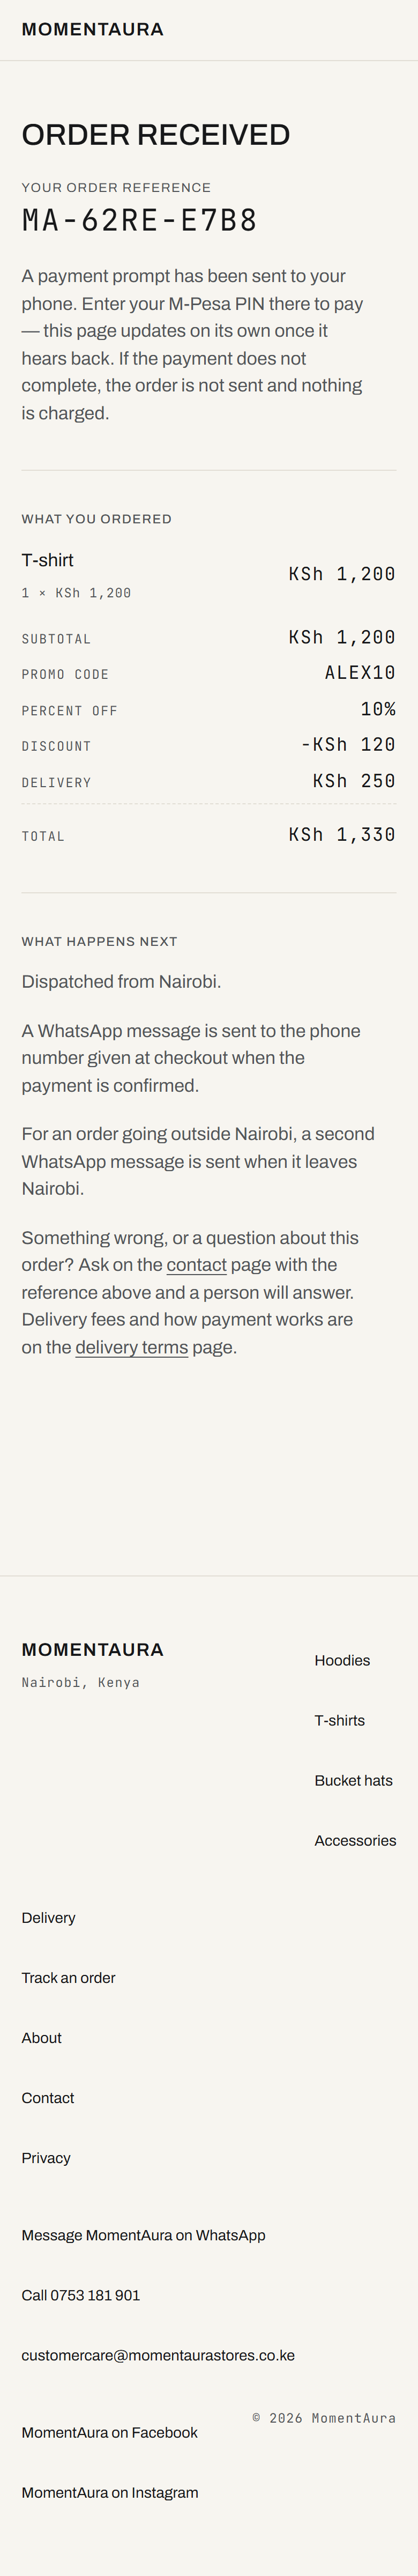 MOMENTAURA
ORDER RECEIVED
YOUR ORDER REFERENCE
MA-62RE-E7B8
A payment prompt has been sent to your
phone. Enter your M-Pesa PIN there to pay
— this page updates on its own once it
hears back. If the payment does not
complete, the order is not sent and nothing
is charged.
WHAT YOU ORDERED
T-shirt
1 × KSh 1,200
KSh 1,200
SUBTOTAL KSh 1,200
PROMO CODE ALEX10
PERCENT OFF 10%
DISCOUNT -KSh 120
DELIVERY KSh 250
TOTAL KSh 1,330
WHAT HAPPENS NEXT
Dispatched from Nairobi.
A WhatsApp message is sent to the phone
number given at checkout when the
payment is confirmed.
For an order going outside Nairobi, a second
WhatsApp message is sent when it leaves
Nairobi.
Something wrong, or a question about this
order? Ask on the contact page with the
reference above and a person will answer.
Delivery fees and how payment works are
on the delivery terms page.
MOMENTAURA
Nairobi, Kenya
Hoodies
T-shirts
Bucket hats
Accessories
Delivery
Track an order
About
Contact
Privacy
Message MomentAura on WhatsApp
Call 0753 181 901
customercare@momentaurastores.co.ke
MomentAura on Facebook
MomentAura on Instagram
© 2026 MomentAura